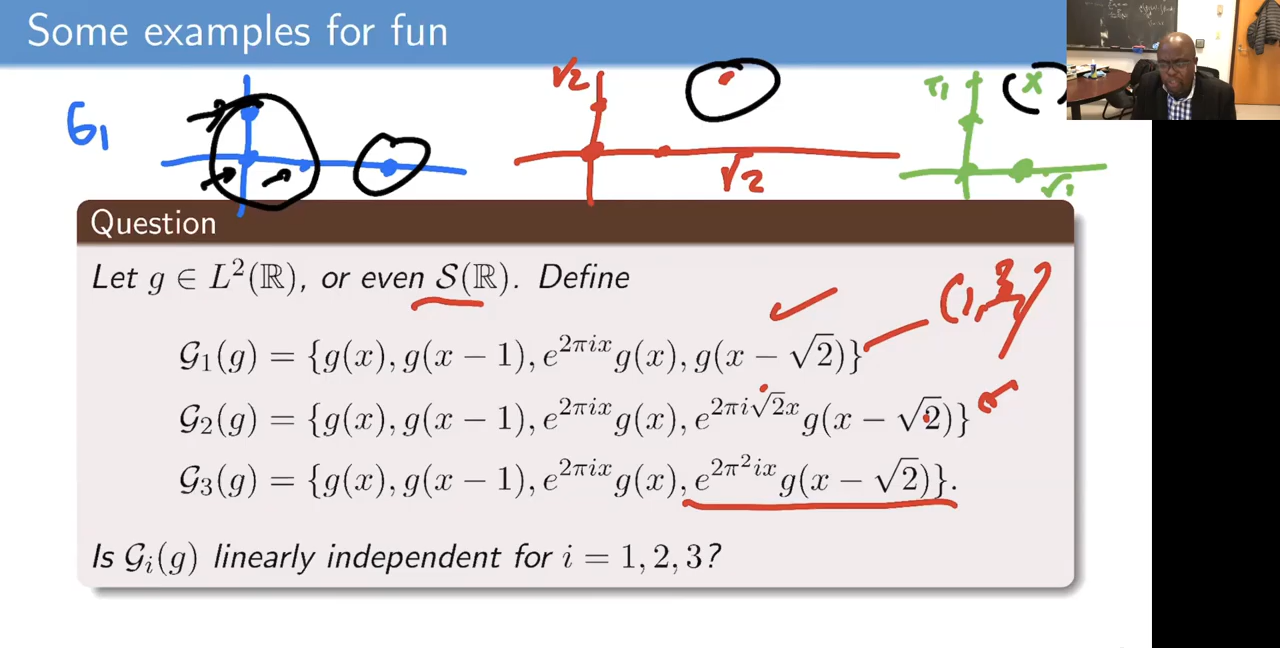 Some examples for fun
G₁
√2
√2
Question
Let g ∈ L²(ℝ), or even 𝒮(ℝ). Define
𝒢₁(g) = {g(x), g(x − 1), e^{2πix}g(x), g(x − √2)}
𝒢₂(g) = {g(x), g(x − 1), e^{2πix}g(x), e^{2πi√2x}g(x − √2)}
𝒢₃(g) = {g(x), g(x − 1), e^{2πix}g(x), e^{2π²ix}g(x − √2)}.
Is 𝒢ᵢ(g) linearly independent for i = 1, 2, 3?